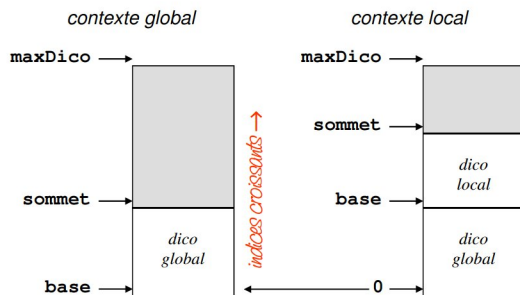 contexte global
maxDico
sommet
dico
global
base
indices croissants →
contexte local
maxDico
sommet
dico
local
base
dico
global
0